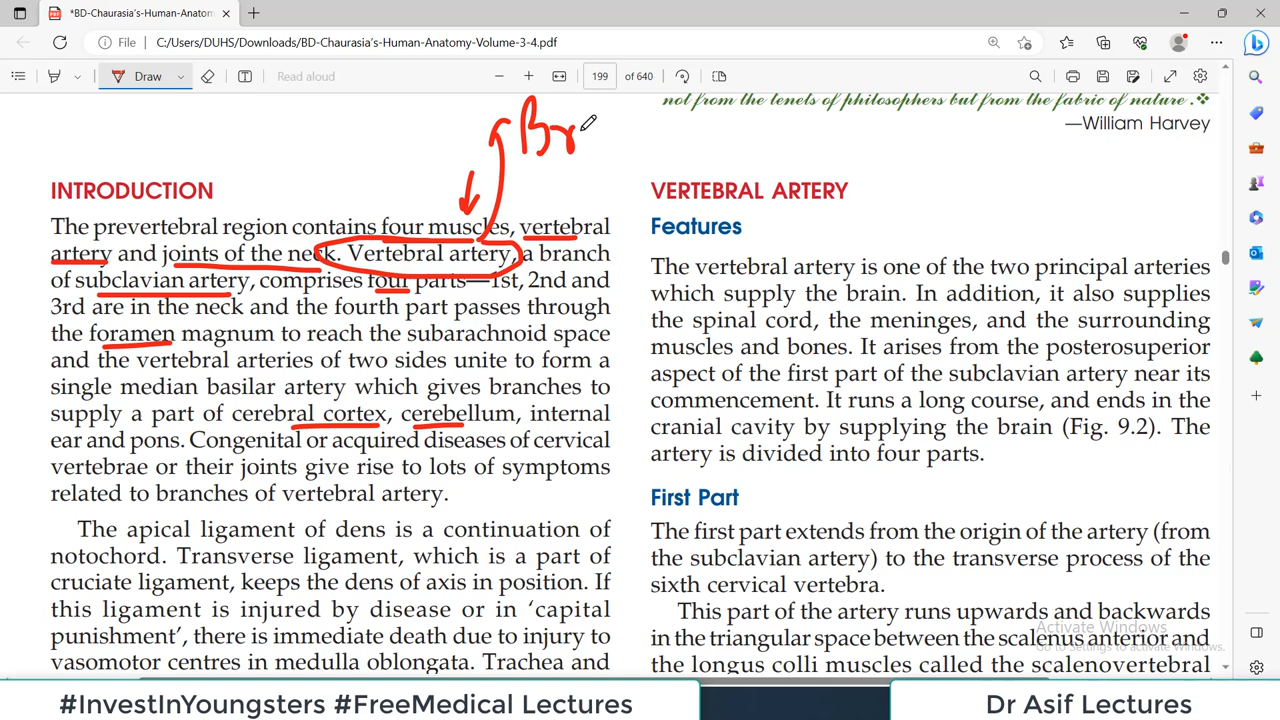 *BD-Chaurasia's-Human-Anatom
File
C:/Users/DUHS/Downloads/BD-Chaurasia's-Human-Anatomy-Volume-3-4.pdf
Draw
Read aloud
199
of 640
not from the tenets of philosophers but from the fabric of nature .
—William Harvey
Br
INTRODUCTION
The prevertebral region contains four muscles, vertebral
artery and joints of the neck. Vertebral artery, a branch
of subclavian artery, comprises four parts—1st, 2nd and
3rd are in the neck and the fourth part passes through
the foramen magnum to reach the subarachnoid space
and the vertebral arteries of two sides unite to form a
single median basilar artery which gives branches to
supply a part of cerebral cortex, cerebellum, internal
ear and pons. Congenital or acquired diseases of cervical
vertebrae or their joints give rise to lots of symptoms
related to branches of vertebral artery.
The apical ligament of dens is a continuation of
notochord. Transverse ligament, which is a part of
cruciate ligament, keeps the dens of axis in position. If
this ligament is injured by disease or in ‘capital
punishment’, there is immediate death due to injury to
vasomotor centres in medulla oblongata. Trachea and
VERTEBRAL ARTERY
Features
The vertebral artery is one of the two principal arteries
which supply the brain. In addition, it also supplies
the spinal cord, the meninges, and the surrounding
muscles and bones. It arises from the posterosuperior
aspect of the first part of the subclavian artery near its
commencement. It runs a long course, and ends in the
cranial cavity by supplying the brain (Fig. 9.2). The
artery is divided into four parts.
First Part
The first part extends from the origin of the artery (from
the subclavian artery) to the transverse process of the
sixth cervical vertebra.
This part of the artery runs upwards and backwards
in the triangular space between the scalenus anterior and
the longus colli muscles called the scalenovertebral
Activate Windows
Go to Settings to activate Windows.
#InvestInYoungsters #FreeMedical Lectures
Dr Asif Lectures